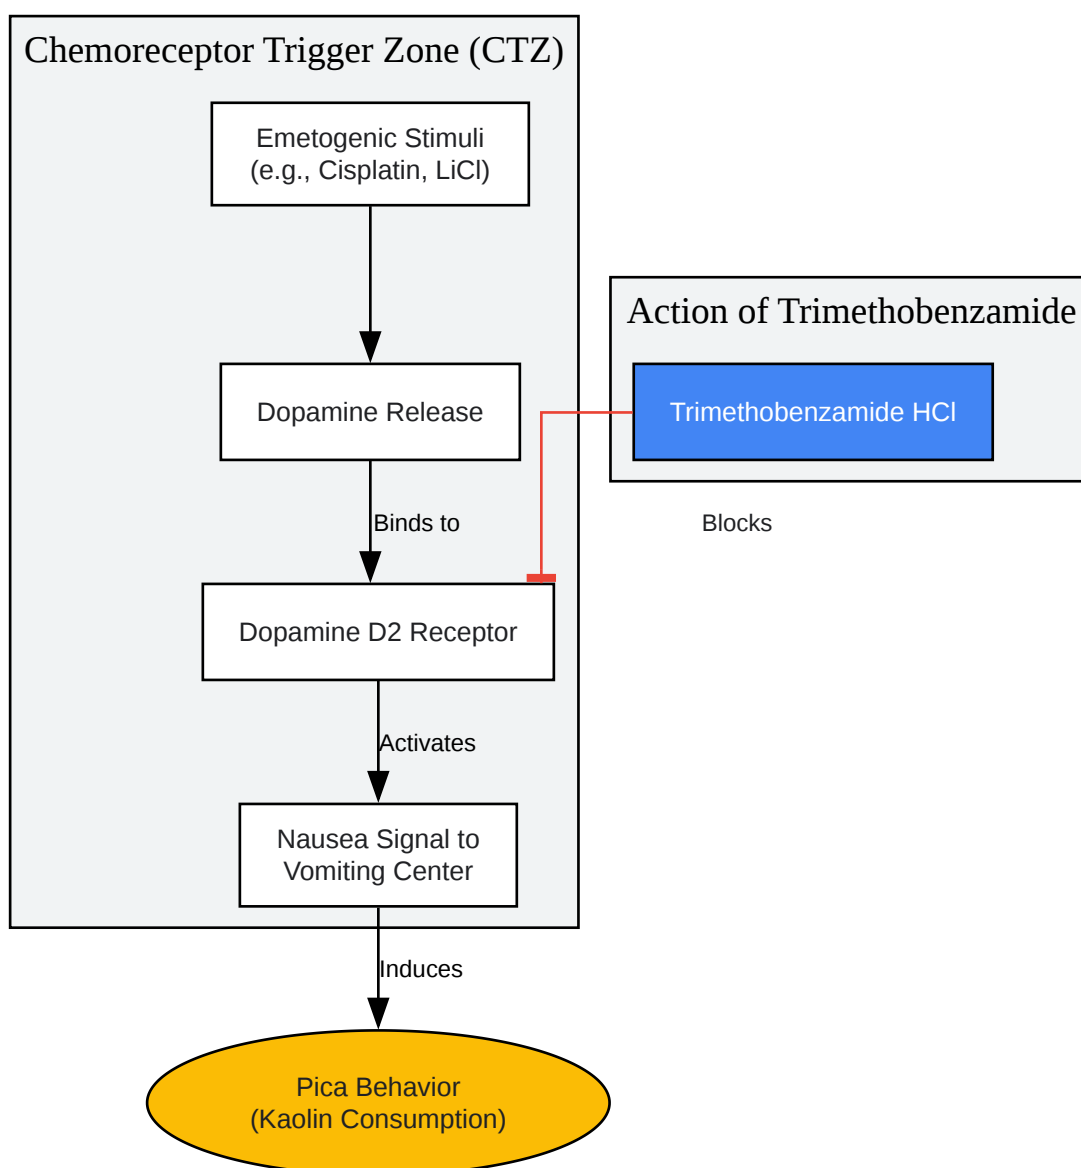 Chemoreceptor Trigger Zone (CTZ)
Emetogenic Stimuli
(e.g., Cisplatin, LiCl)
Action of Trimethobenzamide
Dopamine Release
Trimethobenzamide HCl
Binds to
Blocks
Dopamine D2 Receptor
Activates
Nausea Signal to
Vomiting Center
Induces
Pica Behavior
(Kaolin Consumption)